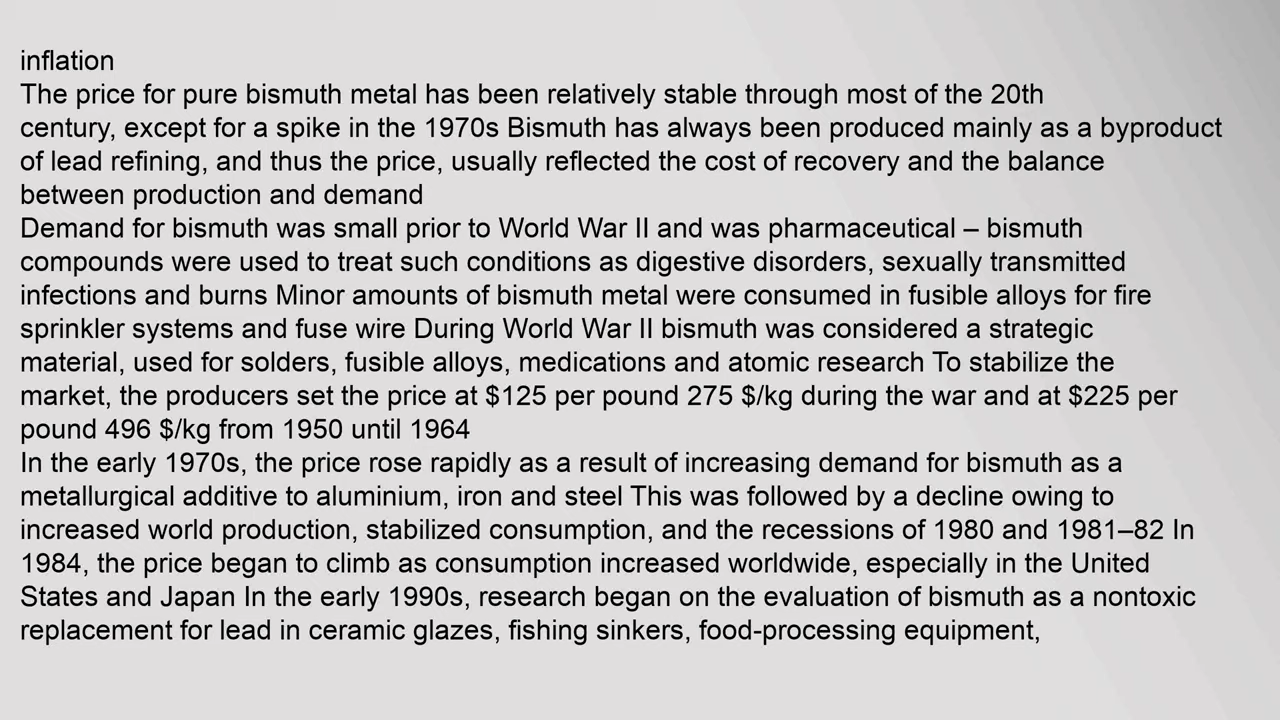 inflation
The price for pure bismuth metal has been relatively stable through most of the 20th
century, except for a spike in the 1970s Bismuth has always been produced mainly as a byproduct
of lead refining, and thus the price, usually reflected the cost of recovery and the balance
between production and demand
Demand for bismuth was small prior to World War II and was pharmaceutical – bismuth
compounds were used to treat such conditions as digestive disorders, sexually transmitted
infections and burns Minor amounts of bismuth metal were consumed in fusible alloys for fire
sprinkler systems and fuse wire During World War II bismuth was considered a strategic
material, used for solders, fusible alloys, medications and atomic research To stabilize the
market, the producers set the price at $125 per pound 275 $/kg during the war and at $225 per
pound 496 $/kg from 1950 until 1964
In the early 1970s, the price rose rapidly as a result of increasing demand for bismuth as a
metallurgical additive to aluminium, iron and steel This was followed by a decline owing to
increased world production, stabilized consumption, and the recessions of 1980 and 1981–82 In
1984, the price began to climb as consumption increased worldwide, especially in the United
States and Japan In the early 1990s, research began on the evaluation of bismuth as a nontoxic
replacement for lead in ceramic glazes, fishing sinkers, food-processing equipment,